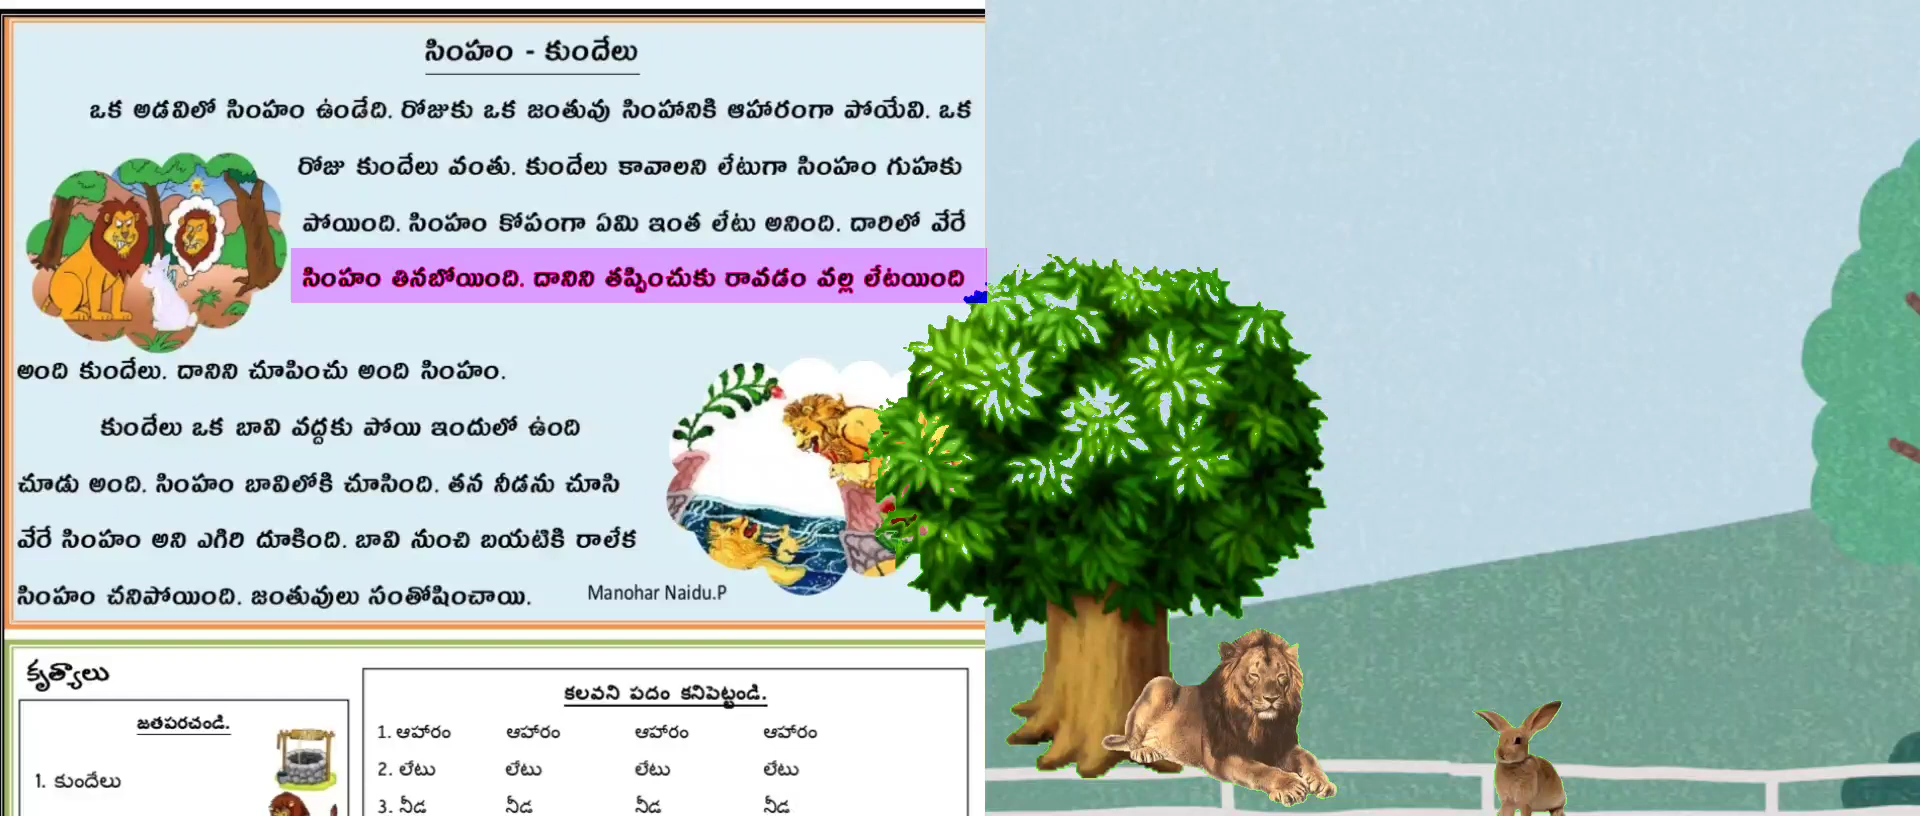 సింహం - కుందేలు
ఒక అడవిలో సింహం ఉండేది. రోజుకు ఒక జంతువు సింహానికి ఆహారంగా పోయేవి. ఒక
రోజు కుందేలు వంతు. కుందేలు కావాలని లేటుగా సింహం గుహకు
పోయింది. సింహం కోపంగా ఏమి ఇంత లేటు అనింది. దారిలో వేరే
సింహం తినబోయింది. దానిని తప్పించుకు రావడం వల్ల లేటయింది
అంది కుందేలు. దానిని చూపించు అంది సింహం.
కుందేలు ఒక బావి వద్దకు పోయి ఇందులో ఉంది
చూడు అంది. సింహం బావిలోకి చూసింది. తన నీడను చూసి
వేరే సింహం అని ఎగిరి దూకింది. బావి నుంచి బయటికి రాలేక
సింహం చనిపోయింది. జంతువులు సంతోషించాయి.
Manohar Naidu.P
కృత్యాలు
జతపరచండి.
1. కుందేలు
కలవని పదం కనిపెట్టండి.
1. ఆహారం ఆహారం ఆహారం ఆహారం
2. లేటు లేటు లేటు లేటు
3. నీడ నీడ నీడ నీడ